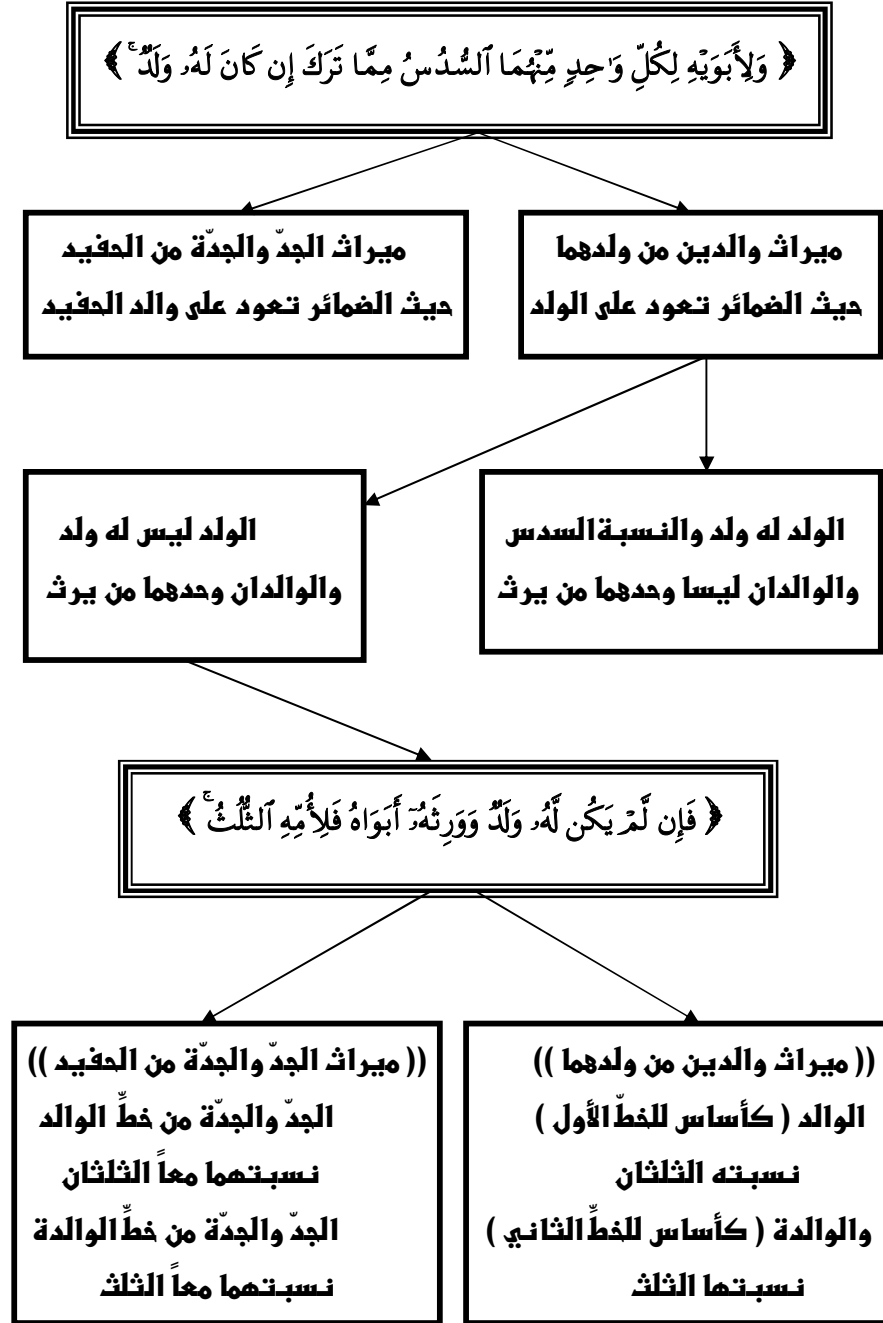 ﴿ وَلِأَبَوَيْهِ لِكُلِّ وَٰحِدٍ مِّنْهُمَا ٱلسُّدُسُ مِمَّا تَرَكَ إِن كَانَ لَهُۥ وَلَدٌ ۚ ﴾
ميراث والدين من ولدهما
حيث الضمائر تعود على الولد
ميراث الجدّ والجدّة من الحفيد
حيث الضمائر تعود على والد الحفيد
الولد له ولد والنسبة السدس
والوالدان ليسا وحدهما من يرث
الولد ليس له ولد
والوالدان وحدهما من يرث
﴿ فَإِن لَّمْ يَكُن لَّهُۥ وَلَدٌ وَوَرِثَهُۥٓ أَبَوَاهُ فَلِأُمِّهِ ٱلثُّلُثُ ۚ ﴾
(( ميراث والدين من ولدهما ))
الوالد ( كأساس للخطّ الأول )
نسبته الثلثان
والوالدة ( كأساس للخطِّ الثاني )
نسبتها الثلث
(( ميراث الجدّ والجدّة من الحفيد ))
الجدّ والجدّة من خطِّ الوالد
نسبتهما معاً الثلثان
الجدّ والجدّة من خطِّ الوالدة
نسبتهما معاً الثلث